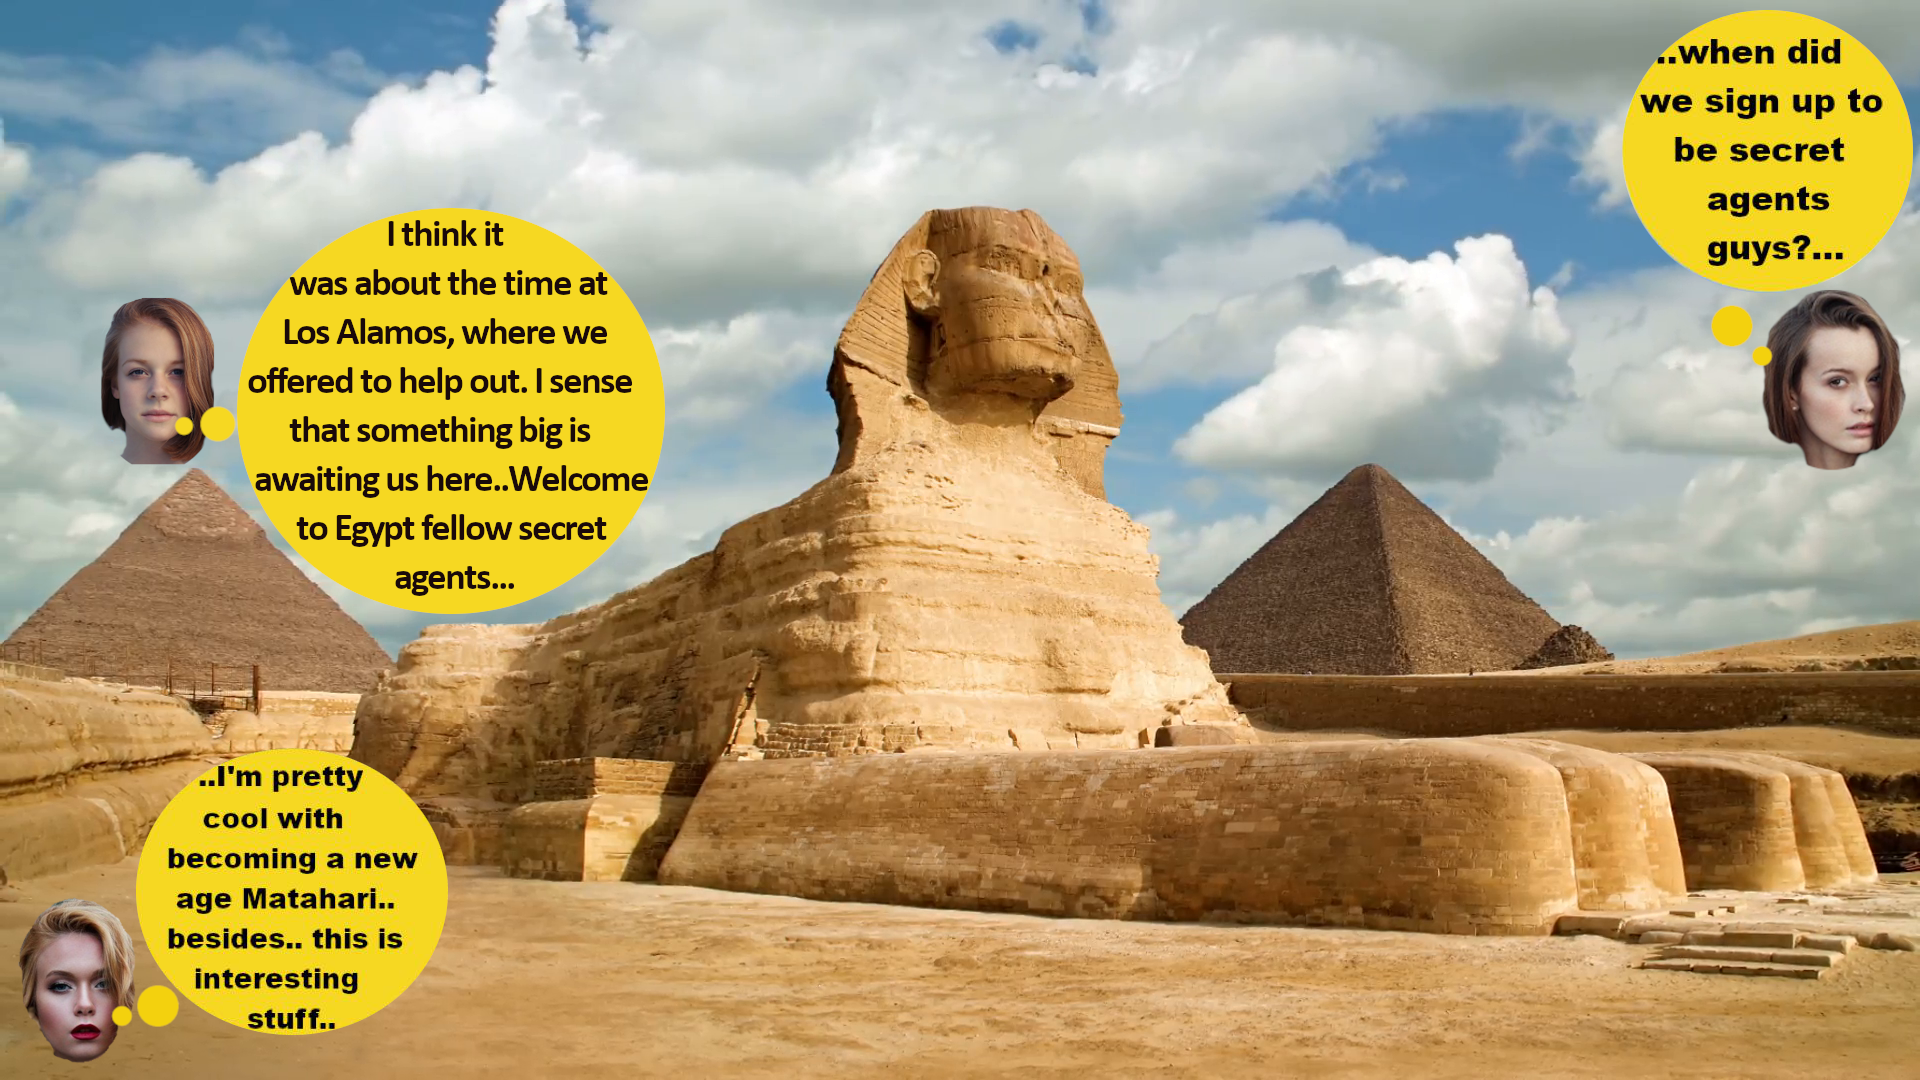 ..when did
we sign up to
be secret
agents
guys?...
I think it
was about the time at
Los Alamos, where we
offered to help out. I sense
that something big is
awaiting us here..Welcome
to Egypt fellow secret
agents...
..I'm pretty
cool with
becoming a new
age Matahari..
besides.. this is
interesting
stuff..